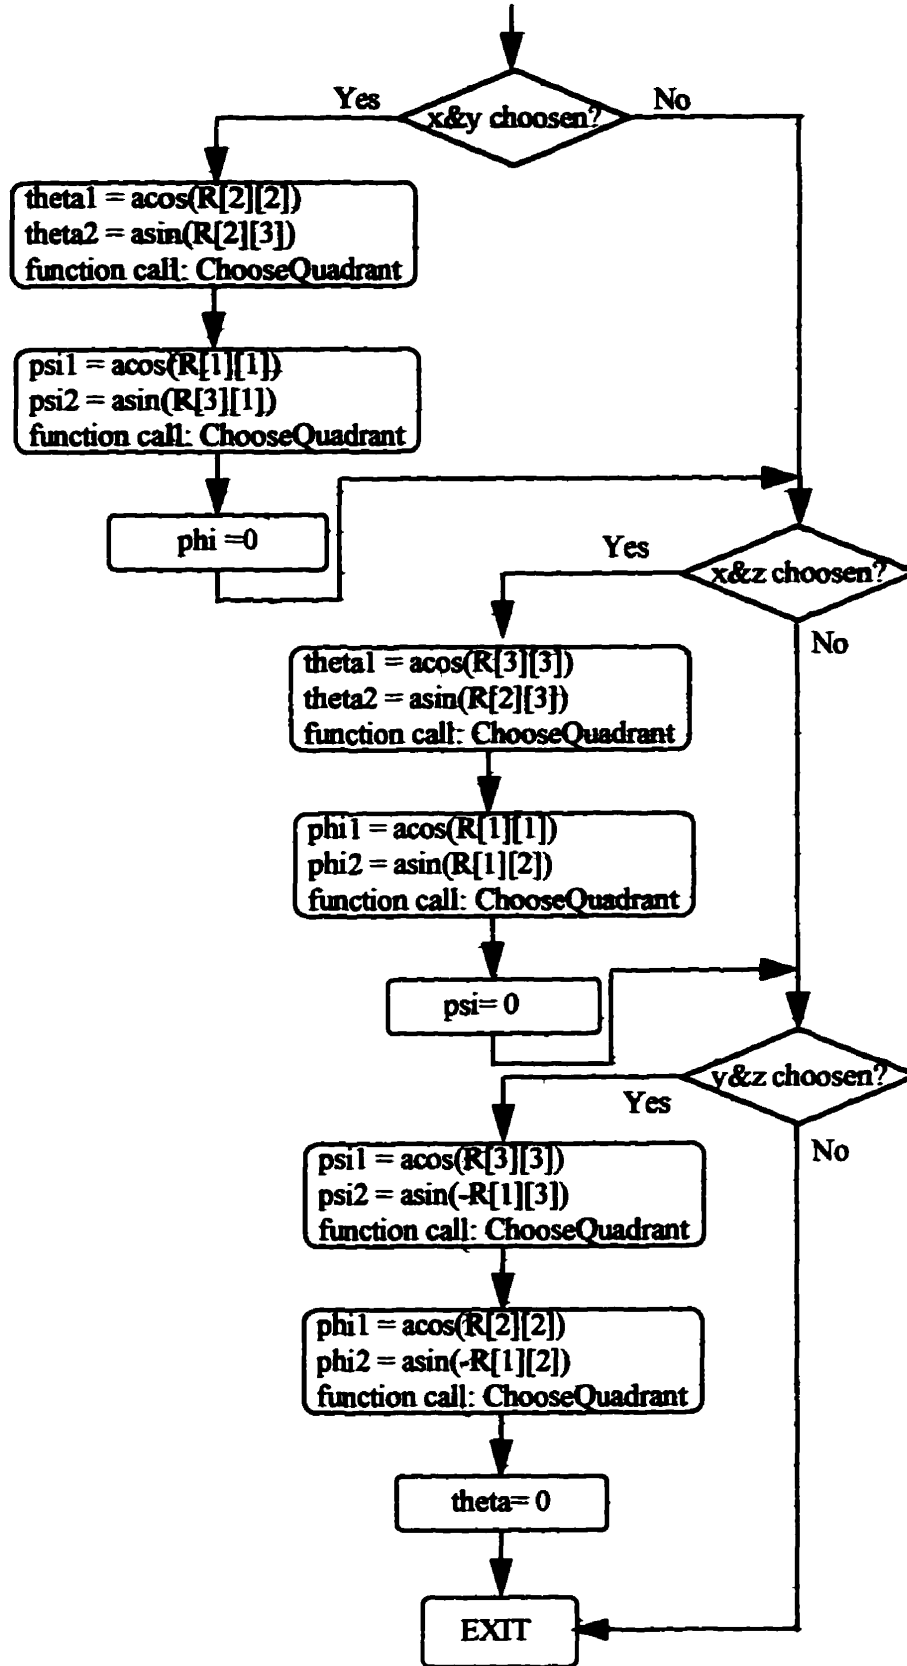 x&y choosen?
Yes
No
theta1 = acos(R[2][2])
theta2 = asin(R[2][3])
function call: ChooseQuadrant
psi1 = acos(R[1][1])
psi2 = asin(R[3][1])
function call: ChooseQuadrant
phi =0
x&z choosen?
Yes
No
theta1 = acos(R[3][3])
theta2 = asin(R[2][3])
function call: ChooseQuadrant
phi1 = acos(R[1][1])
phi2 = asin(R[1][2])
function call: ChooseQuadrant
psi= 0
y&z choosen?
Yes
No
psi1 = acos(R[3][3])
psi2 = asin(-R[1][3])
function call: ChooseQuadrant
phi1 = acos(R[2][2])
phi2 = asin(-R[1][2])
function call: ChooseQuadrant
theta= 0
EXIT